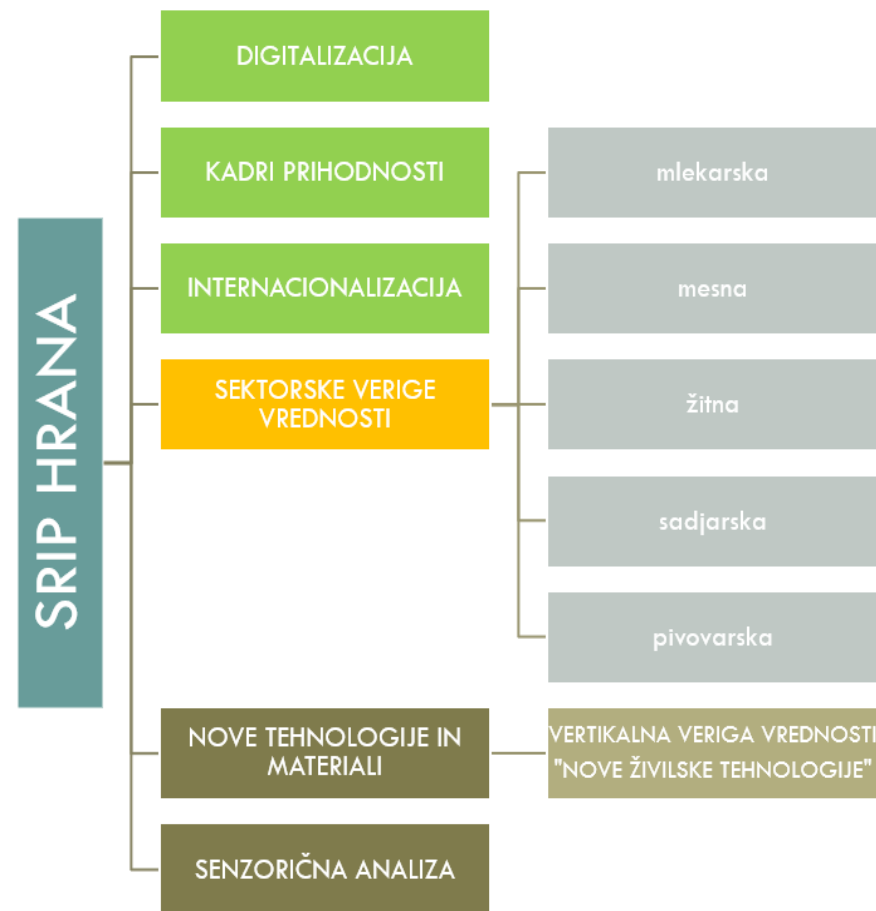 SRIP HRANA
DIGITALIZACIJA
KADRI PRIHODNOSTI
INTERNACIONALIZACIJA
SEKTORSKE VERIGE
VREDNOSTI
mlekarska
mesna
žitna
sadjarska
pivovarska
NOVE TEHNOLOGIJE IN
MATERIALI
VERTIKALNA VERIGA VREDNOSTI
"NOVE ŽIVILSKE TEHNOLOGIJE"
SENZORIČNA ANALIZA